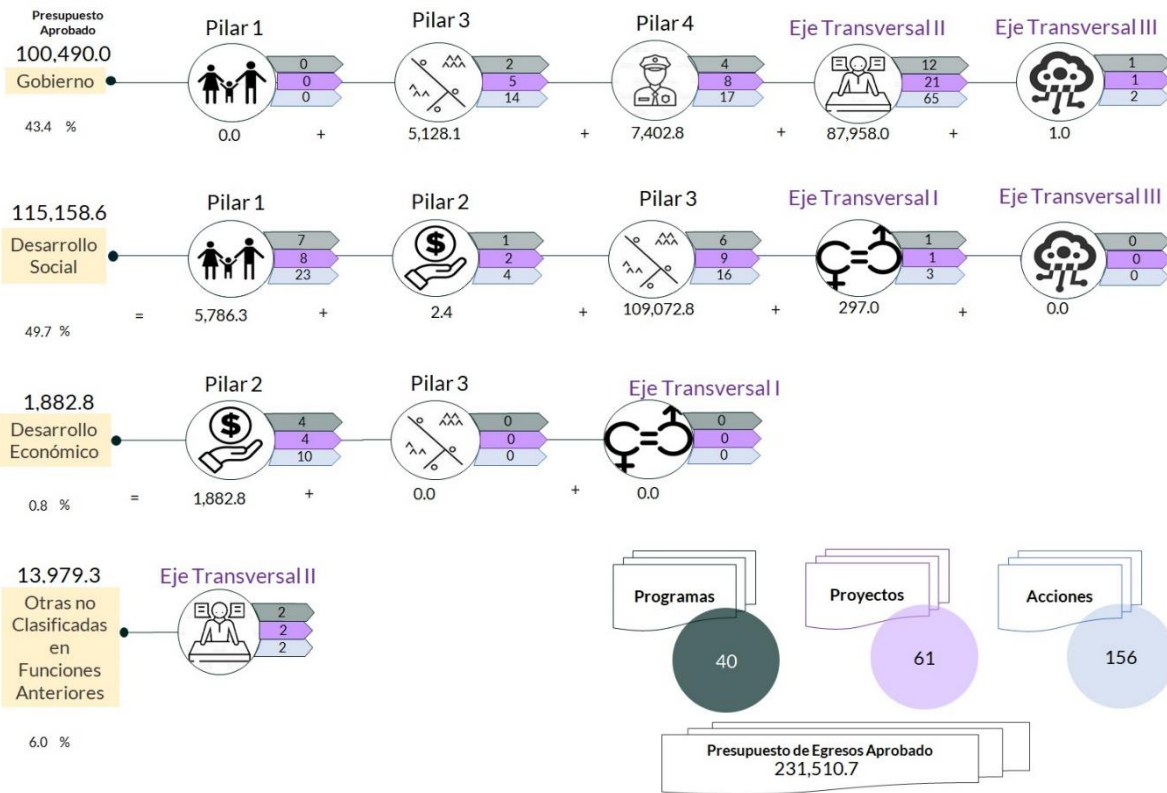 Presupuesto
Aprobado
100,490.0
Gobierno
43.4 %
Pilar 1
0
0
0
0.0
+
Pilar 3
2
5
14
5,128.1
+
Pilar 4
4
8
17
7,402.8
+
Eje Transversal II
12
21
65
87,958.0
+
Eje Transversal III
1
1
2
1.0
115,158.6
Desarrollo
Social
49.7 %
=
Pilar 1
7
8
23
5,786.3
+
Pilar 2
$
1
2
4
2.4
+
Pilar 3
6
9
16
109,072.8
+
Eje Transversal I
1
1
3
297.0
+
Eje Transversal III
0
0
0
0.0
1,882.8
Desarrollo
Económico
0.8 %
=
Pilar 2
$
4
4
10
1,882.8
+
Pilar 3
0
0
0
0.0
+
Eje Transversal I
0
0
0
0.0
13,979.3
Otras no
Clasificadas
en
Funciones
Anteriores
6.0 %
Eje Transversal II
2
2
2
Programas
40
Proyectos
61
Acciones
156
Presupuesto de Egresos Aprobado
231,510.7